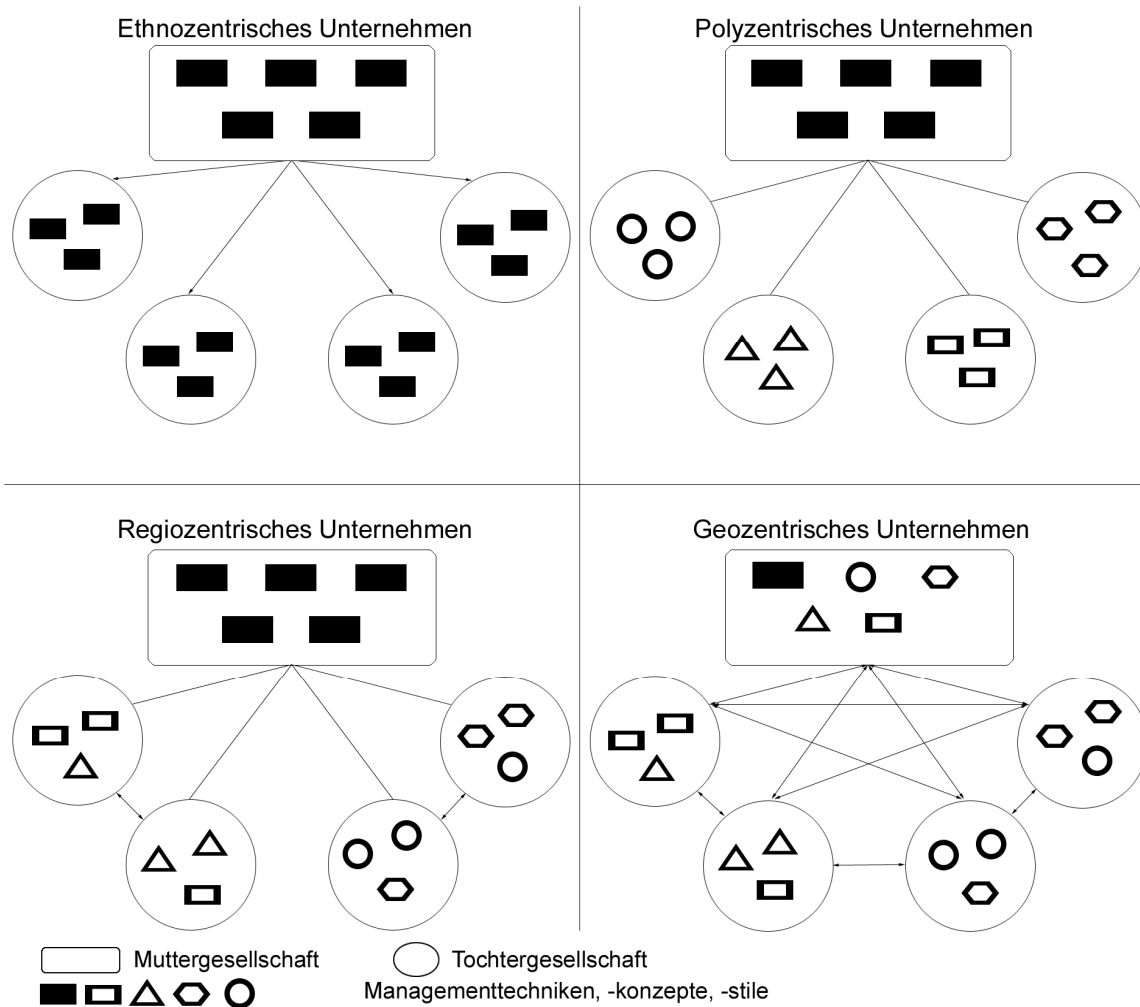 Ethnozentrisches Unternehmen
Polyzentrisches Unternehmen
Regiozentrisches Unternehmen
Geozentrisches Unternehmen
Muttergesellschaft
Tochtergesellschaft
Managementtechniken, -konzepte, -stile